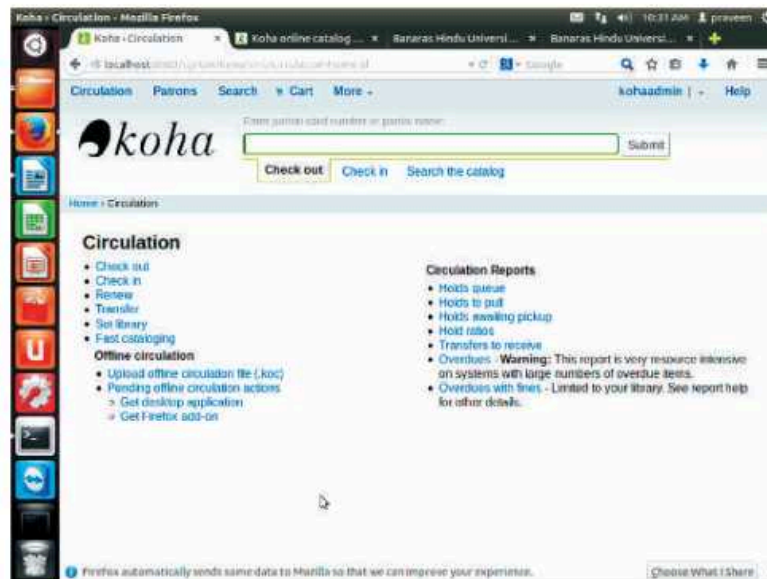 Koha › Circulation - Mozilla Firefox
10:31 AM praveen
Koha › Circulation × Koha online catalog ... × Banaras Hindu Universi... × Banaras Hindu Universi... ×
localhost Google
Circulation Patrons Search Cart More kohaadmin | Help
Enter patron card number or partial name:
koha Submit
Check out Check in Search the catalog
Home › Circulation
Circulation
• Check out
• Check in
• Renew
• Transfer
• Set library
• Fast cataloging
Offline circulation
• Upload offline circulation file (.koc)
• Pending offline circulation actions
Get desktop application
Get Firefox add-on
Circulation Reports
• Holds queue
• Holds to pull
• Holds awaiting pickup
• Hold ratios
• Transfers to receive
• Overdues - Warning: This report is very resource intensive
on systems with large numbers of overdue items.
• Overdues with fines - Limited to your library. See report help
for other details.
Firefox automatically sends some data to Mozilla so that we can improve your experience. Choose What I Share